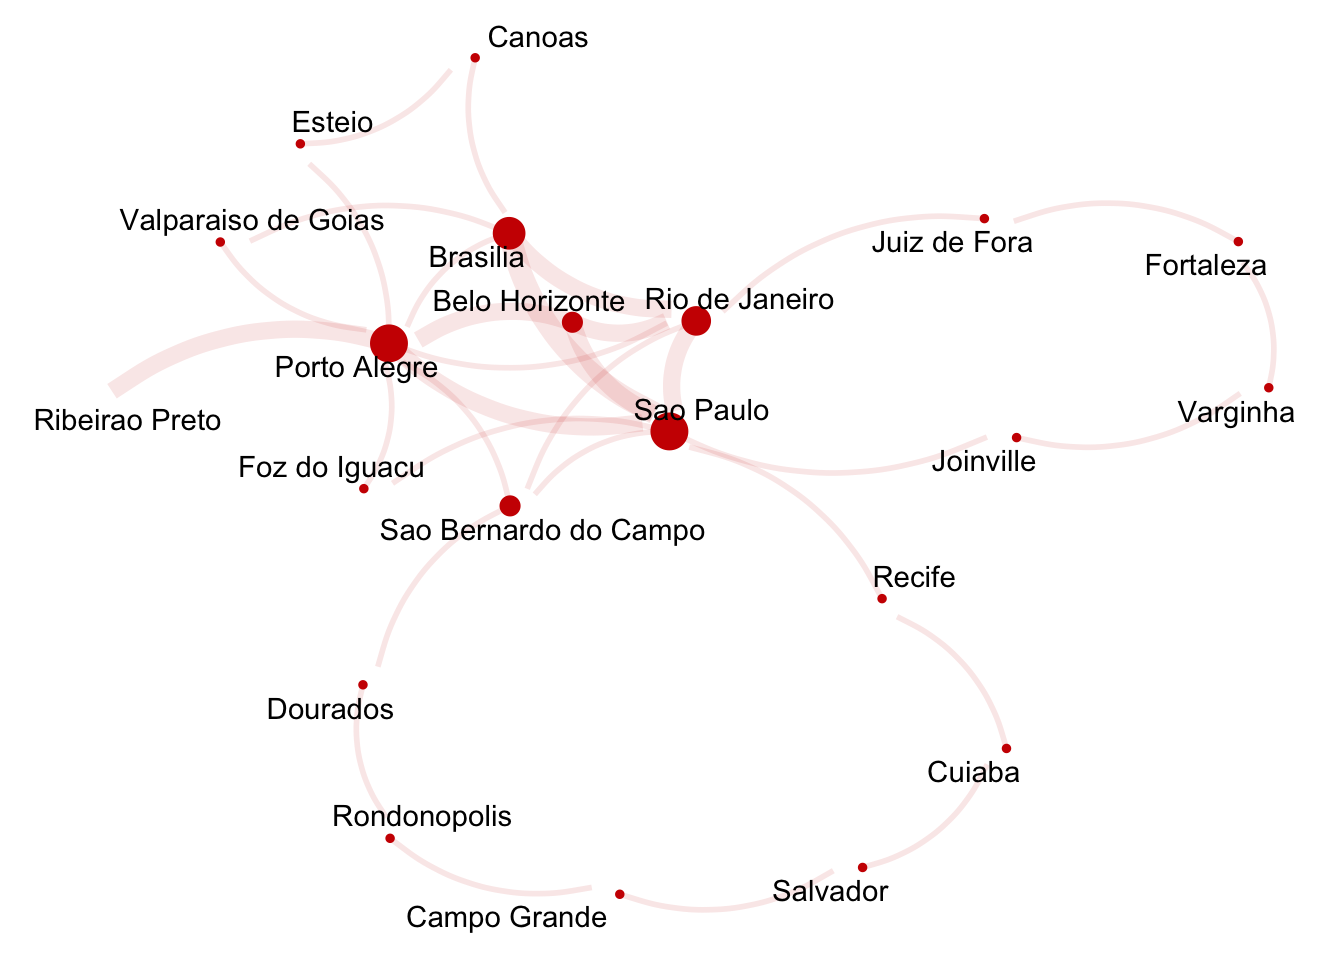 Canoas
Esteio
Valparaiso de Goias
Brasilia
Juiz de Fora
Fortaleza
Belo Horizonte
Rio de Janeiro
Porto Alegre
Ribeirao Preto
Sao Paulo
Varginha
Foz do Iguacu
Joinville
Sao Bernardo do Campo
Recife
Dourados
Cuiaba
Rondonopolis
Salvador
Campo Grande